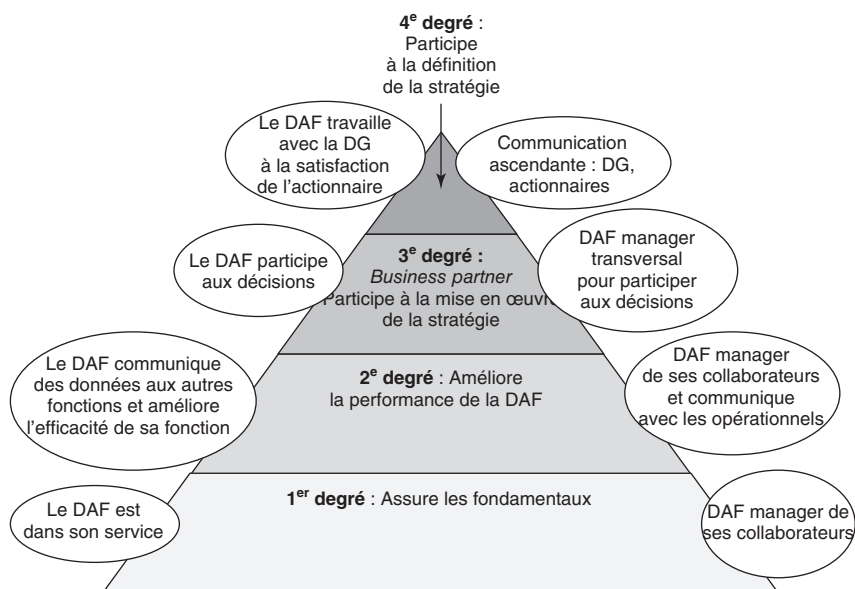 4e degré :
Participe
à la définition
de la stratégie
Le DAF travaille
avec la DG
à la satisfaction
de l'actionnaire
Communication
ascendante : DG,
actionnaires
3e degré :
Business partner
Participe à la mise en œuvre
de la stratégie
Le DAF participe
aux décisions
DAF manager
transversal
pour participer
aux décisions
2e degré : Améliore
la performance de la DAF
Le DAF communique
des données aux autres
fonctions et améliore
l'efficacité de sa fonction
DAF manager
de ses collaborateurs
et communique
avec les opérationnels
1er degré : Assure les fondamentaux
Le DAF est
dans son service
DAF manager de
ses collaborateurs